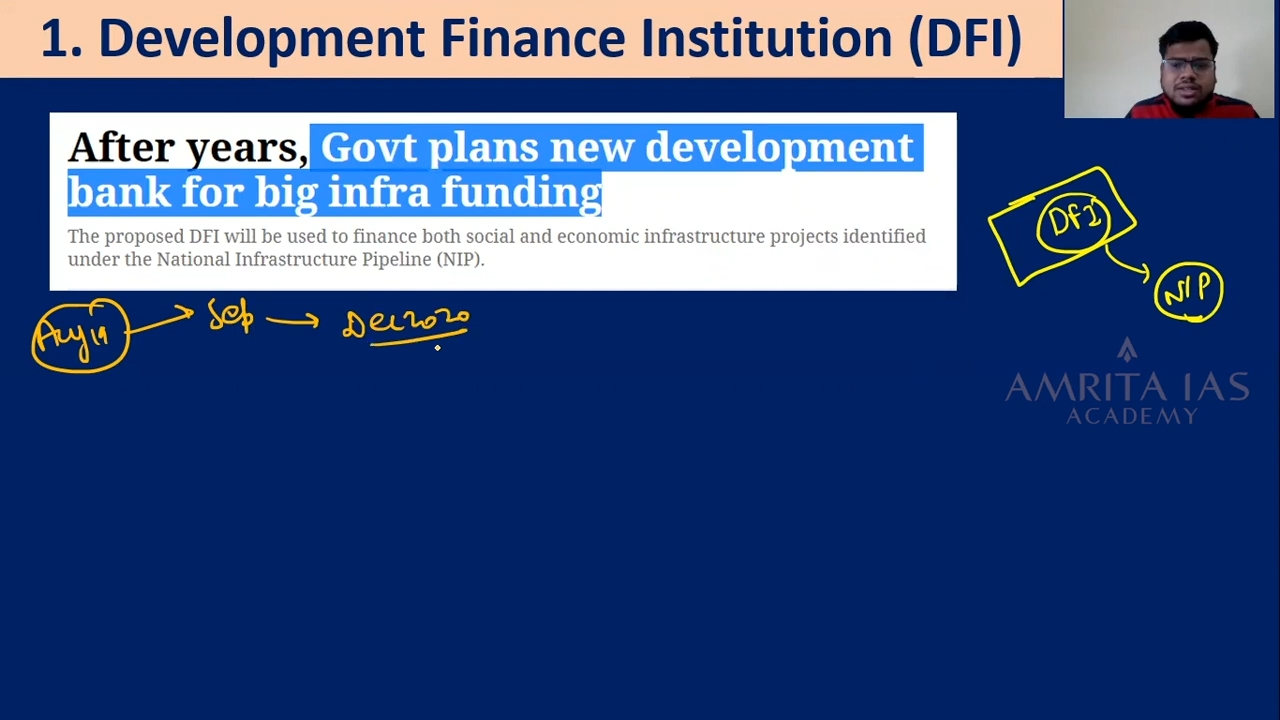 1. Development Finance Institution (DFI)
After years, Govt plans new development
bank for big infra funding
The proposed DFI will be used to finance both social and economic infrastructure projects identified
under the National Infrastructure Pipeline (NIP).
DFI
NIP
Aug 19 Sep Dec 2020
AMRITA IAS
ACADEMY